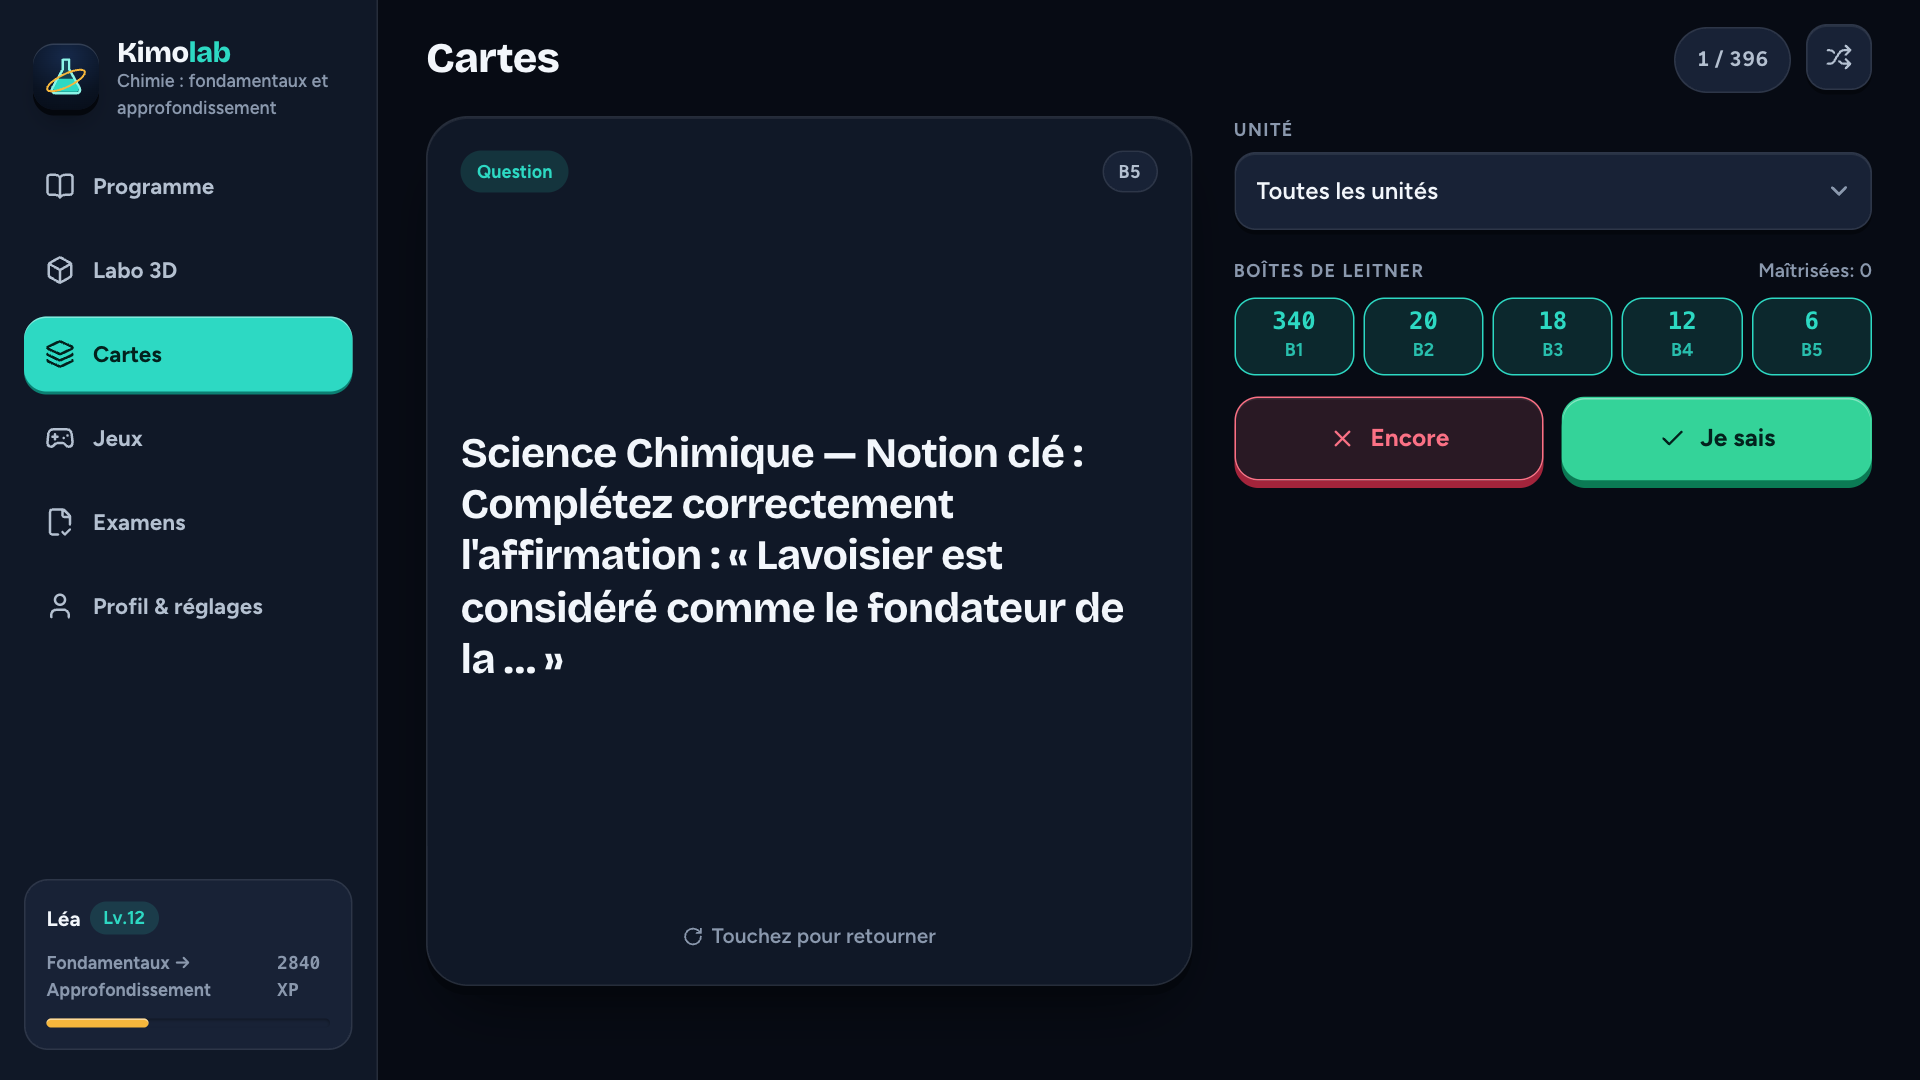 Kimolab
Chimie : fondamentaux et
approfondissement
Programme
Labo 3D
Cartes
Jeux
Examens
Profil & réglages
Léa Lv.12
Fondamentaux → 2840
Approfondissement XP
Cartes
1 / 396
Question B5
Science Chimique — Notion clé :
Complétez correctement
l'affirmation : « Lavoisier est
considéré comme le fondateur de
la ... »
Touchez pour retourner
UNITÉ
Toutes les unités
BOÎTES DE LEITNER Maîtrisées: 0
340 20 18 12 6
B1 B2 B3 B4 B5
Encore Je sais